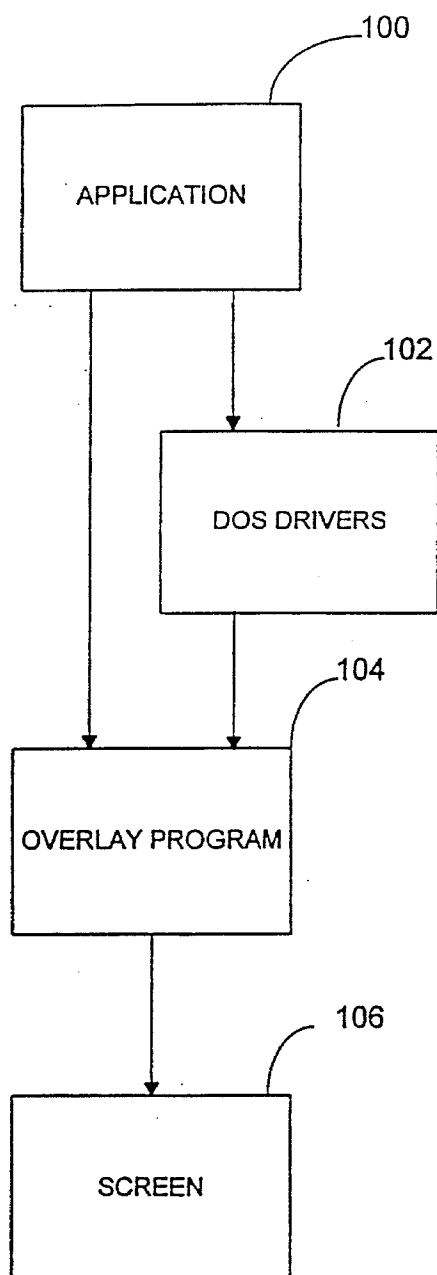 100
APPLICATION
102
DOS DRIVERS
104
OVERLAY PROGRAM
106
SCREEN